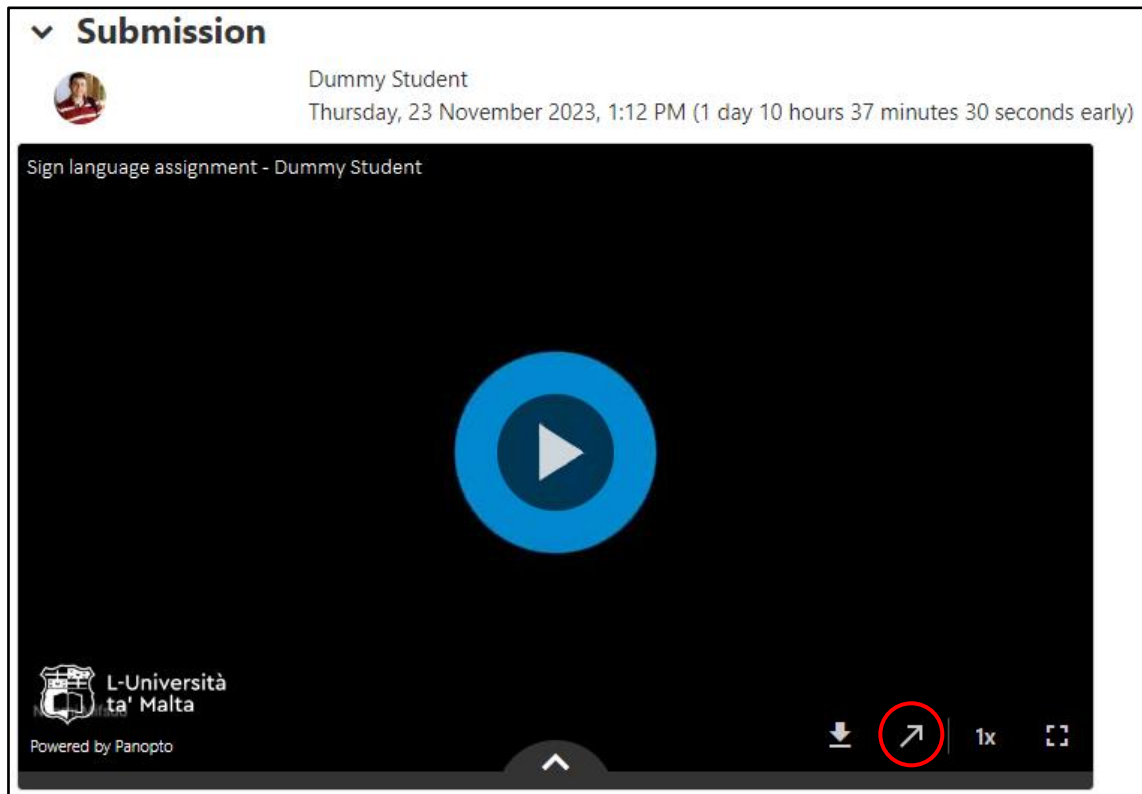 Submission
Dummy Student
Thursday, 23 November 2023, 1:12 PM (1 day 10 hours 37 minutes 30 seconds early)
Sign language assignment - Dummy Student
L-Università
ta' Malta
Powered by Panopto
1x